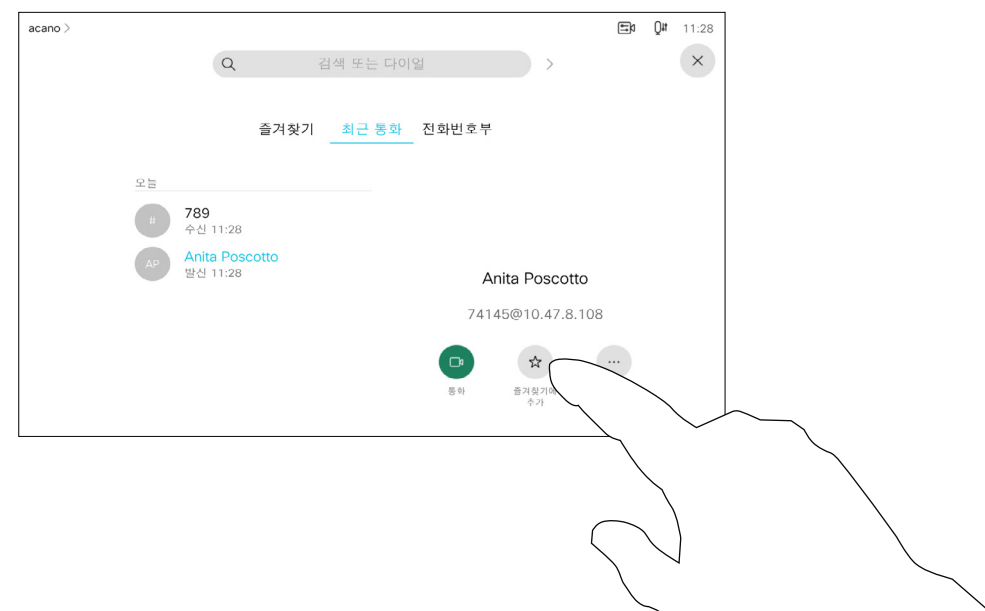 acano >
11:28
검색 또는 다이얼
즐겨찾기 최근 통화 전화번호부
오늘
# 789
수신 11:28
AP Anita Poscotto
발신 11:28
Anita Poscotto
74145@10.47.8.108
통화
즐겨찾기에
추가